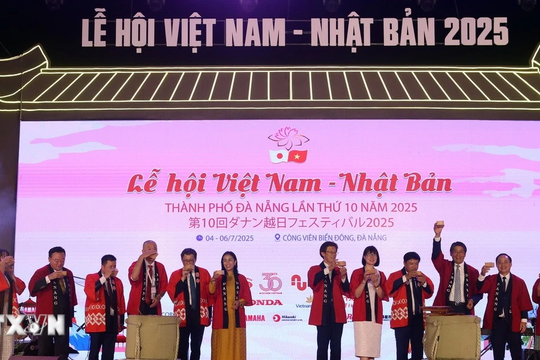 LỄ HỘI VIỆT NAM - NHẬT BẢN 2025
Lễ hội Việt Nam - Nhật Bản
THÀNH PHỐ ĐÀ NẴNG LẦN THỨ 10 NĂM 2025
第10回ダナン越日フェスティバル2025
04 - 06/7/2025 CÔNG VIÊN BIỂN ĐÔNG, ĐÀ NẴNG
HONDA
YAMAHA
TTXVN